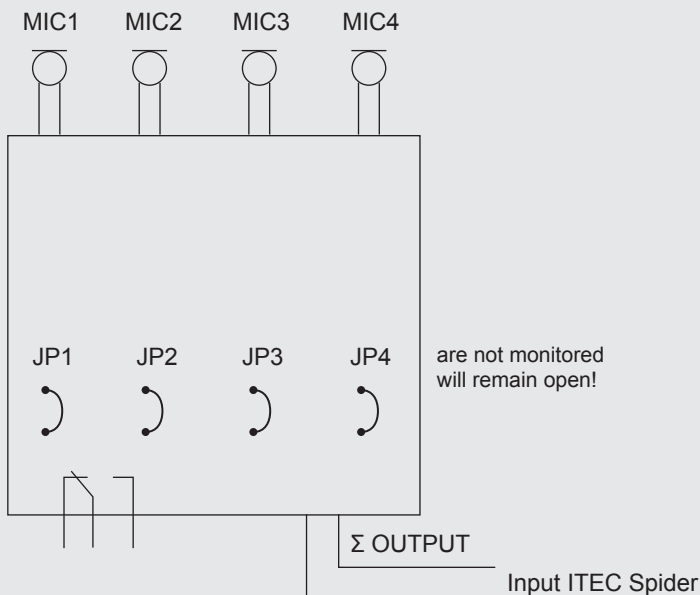 MIC1 MIC2 MIC3 MIC4
JP1 JP2 JP3 JP4
are not monitored
will remain open!
Σ OUTPUT
Input ITEC Spider